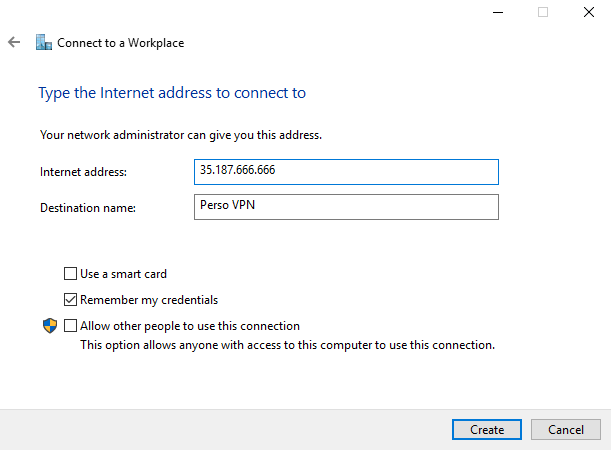 Connect to a Workplace
Type the Internet address to connect to
Your network administrator can give you this address.
Internet address: 35.187.666.666
Destination name: Perso VPN
Use a smart card
Remember my credentials
Allow other people to use this connection
This option allows anyone with access to this computer to use this connection.
Create Cancel